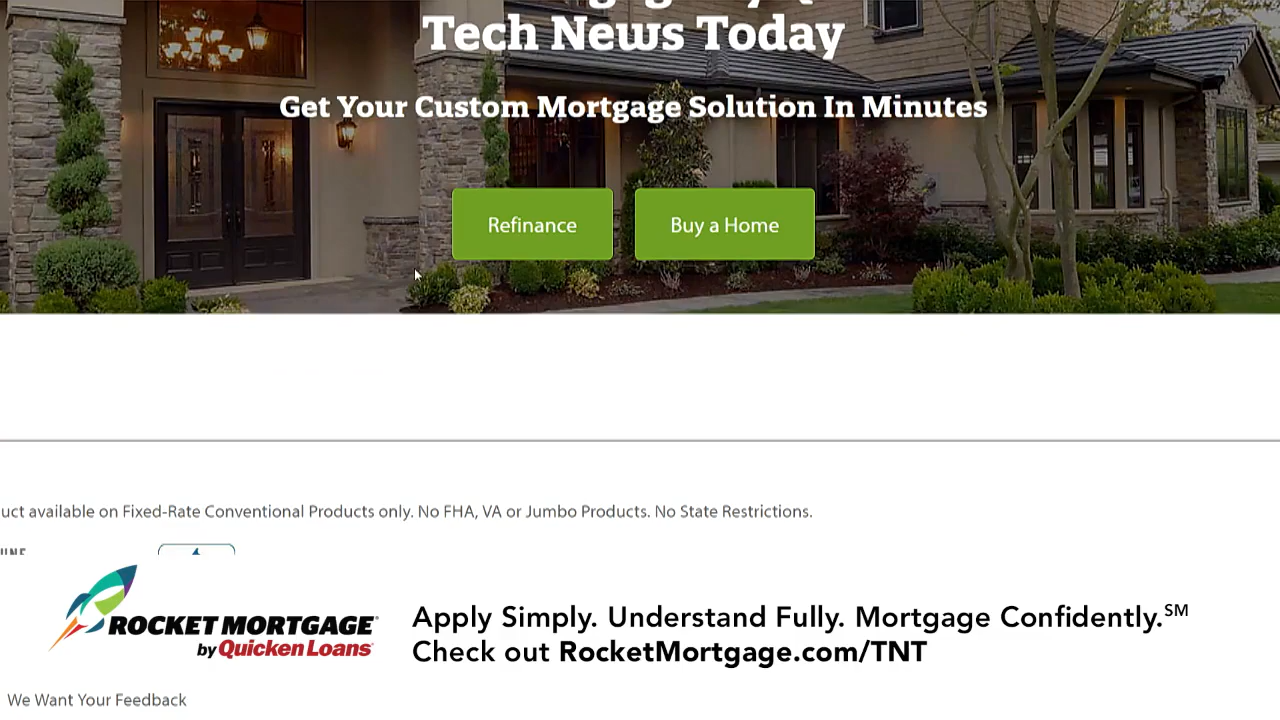 Tech News Today
Get Your Custom Mortgage Solution In Minutes
Refinance
Buy a Home
uct available on Fixed-Rate Conventional Products only. No FHA, VA or Jumbo Products. No State Restrictions.
ROCKET MORTGAGE®
by Quicken Loans®
Apply Simply. Understand Fully. Mortgage Confidently.℠
Check out RocketMortgage.com/TNT
We Want Your Feedback